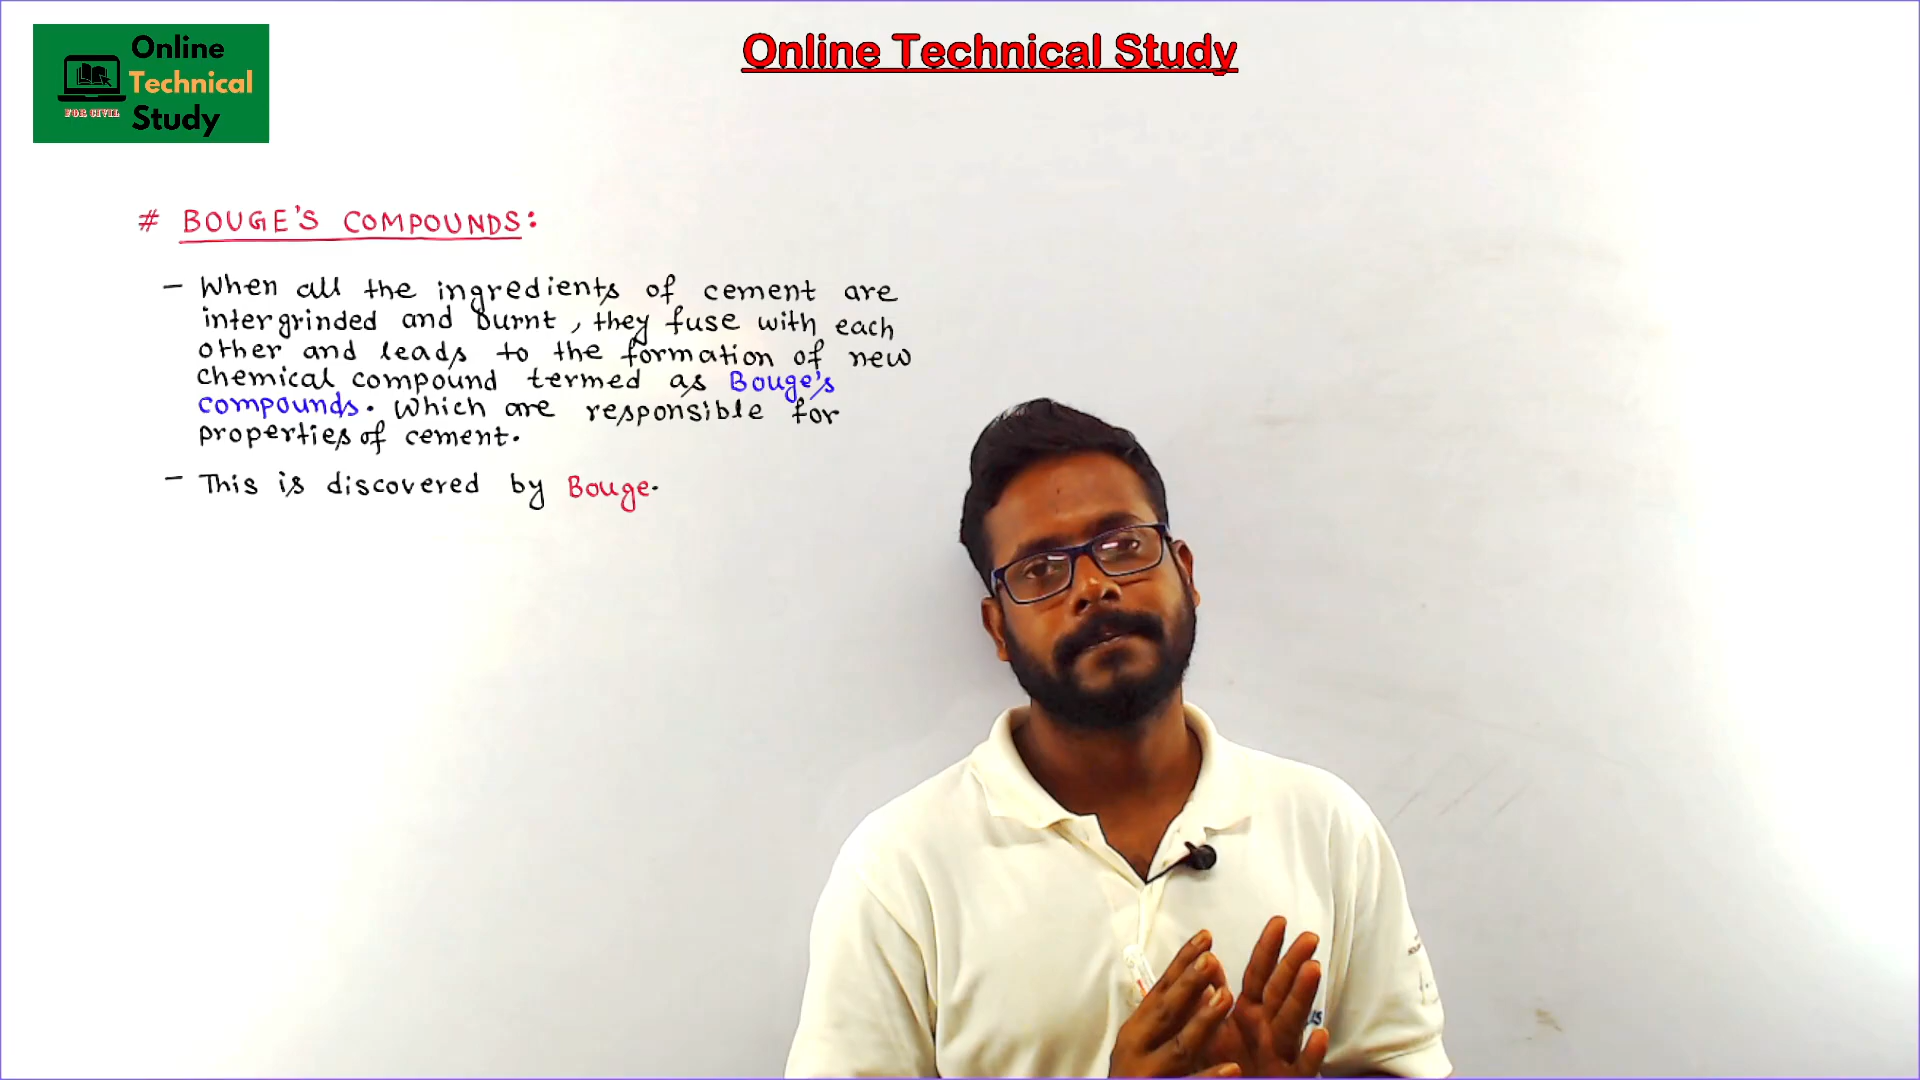 Online
Technical
Study
FOR CIVIL
Online Technical Study
# BOUGE'S COMPOUNDS:
- When all the ingredients of cement are
intergrinded and burnt, they fuse with each
other and leads to the formation of new
chemical compound termed as Bouge's
compounds. Which are responsible for
properties of cement.
- This is discovered by Bouge.